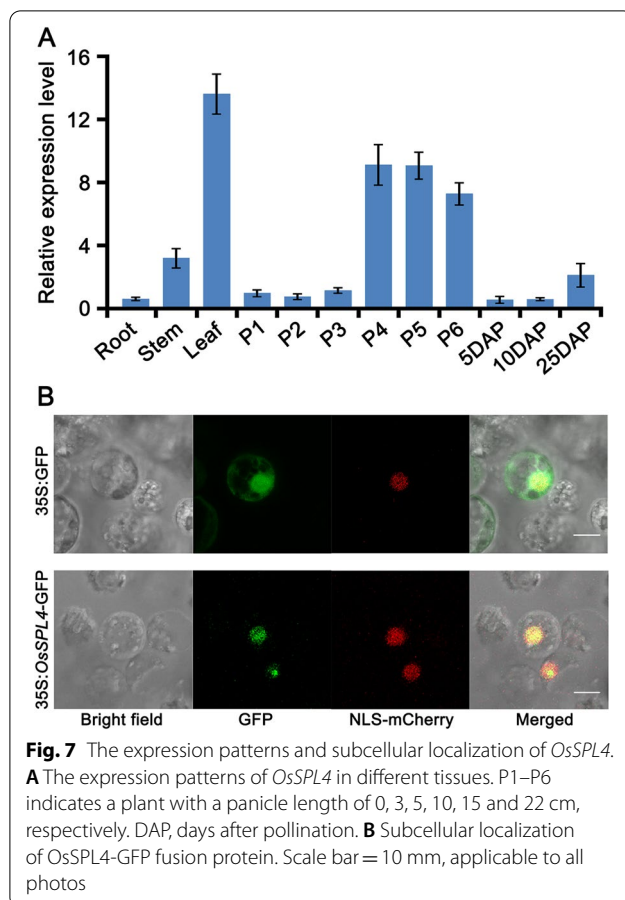 A
Relative expression level
16
12
8
4
0
Root
Stem
Leaf
P1
P2
P3
P4
P5
P6
5DAP
10DAP
25DAP
B
35S:GFP
35S:OsSPL4-GFP
Bright field
GFP
NLS-mCherry
Merged
Fig. 7 The expression patterns and subcellular localization of OsSPL4.
A The expression patterns of OsSPL4 in different tissues. P1–P6
indicates a plant with a panicle length of 0, 3, 5, 10, 15 and 22 cm,
respectively. DAP, days after pollination. B Subcellular localization
of OsSPL4-GFP fusion protein. Scale bar = 10 mm, applicable to all
photos